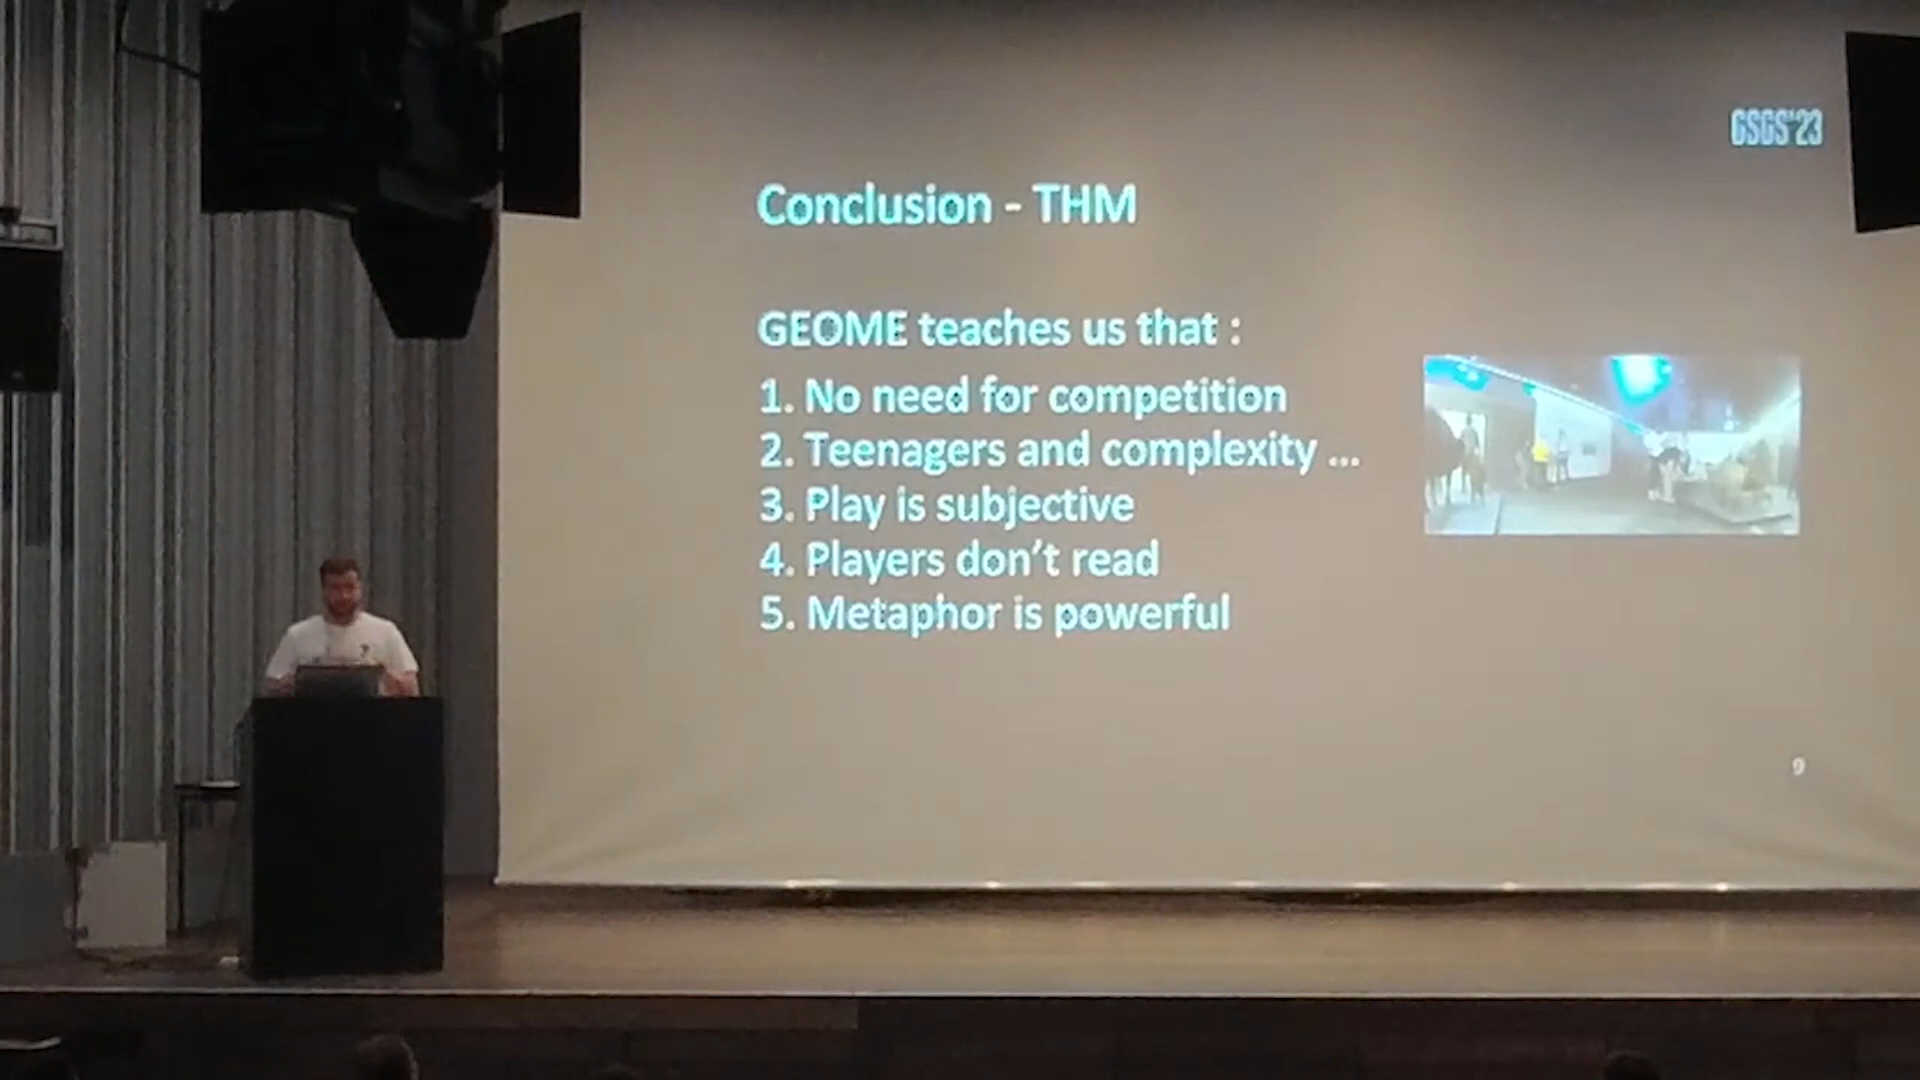 GSGS'23
Conclusion - THM
GEOME teaches us that :
1. No need for competition
2. Teenagers and complexity ...
3. Play is subjective
4. Players don't read
5. Metaphor is powerful
9